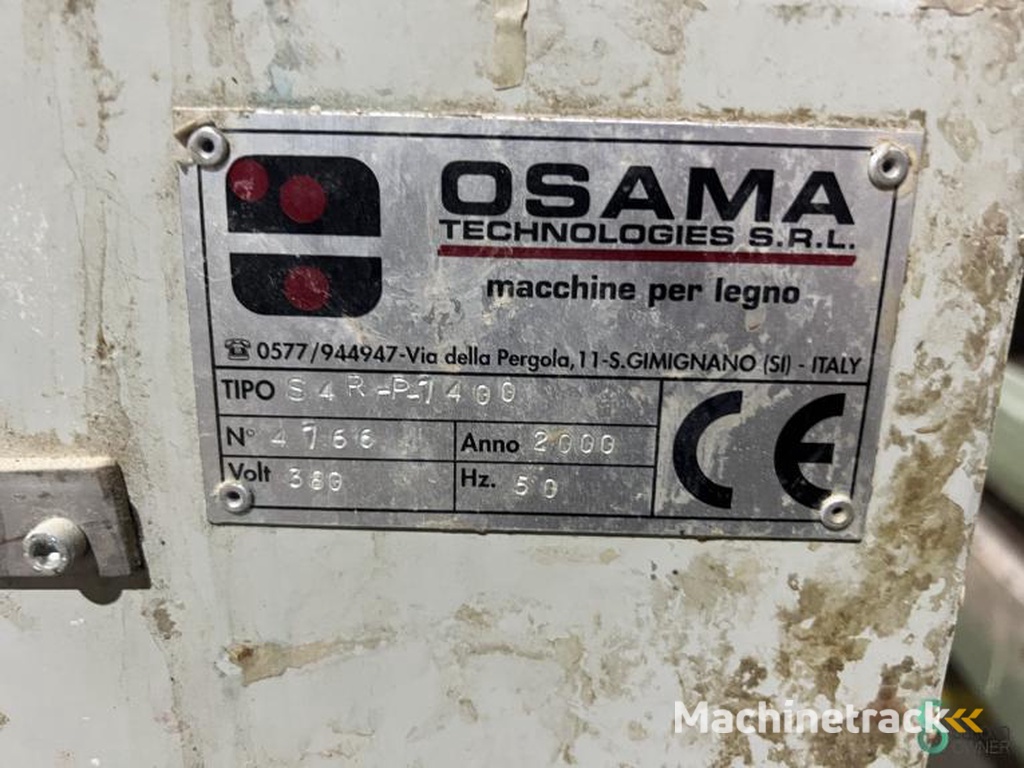 OSAMA
TECHNOLOGIES S.R.L.
macchine per legno
☎ 0577/944947-Via della Pergola,11-S.GIMIGNANO (SI) - ITALY
TIPO S4R-P-1400
N° 4766
Anno 2000
Volt 380
Hz. 50
CE
Machinetrack
OWNER